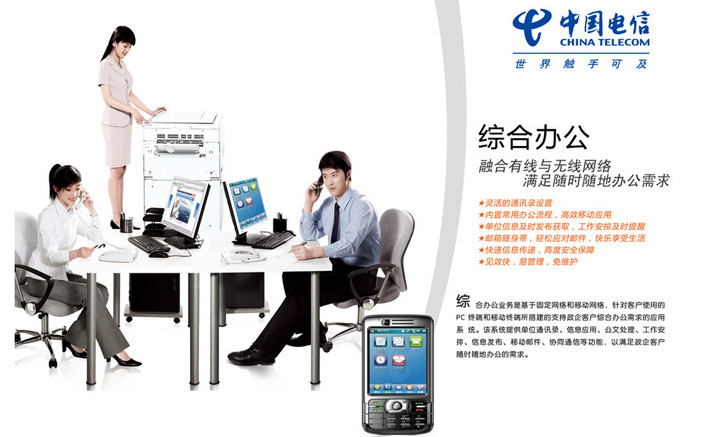 中国电信
CHINA TELECOM
世界触手可及
综合办公
融合有线与无线网络
满足随时随地办公需求
★灵活的通讯录设置
★内置常用办公流程，高效移动应用
★单位信息及时发布获取，工作安排及时提醒
★邮箱随身带，轻松应对邮件，快乐享受生活
★快速信息传递，高度安全保障
★见效快，易管理，免维护
综 合办公业务是基于固定网络和移动网络，针对客户使用的
PC 终端和移动终端所搭建的支持政企客户综合办公需求的应用
系 统。该系统提供单位通讯录、信息应用、公文处理、工作安
排、信息发布、移动邮件、协同通信等功能，以满足政企客户
随时随地办公的需求。